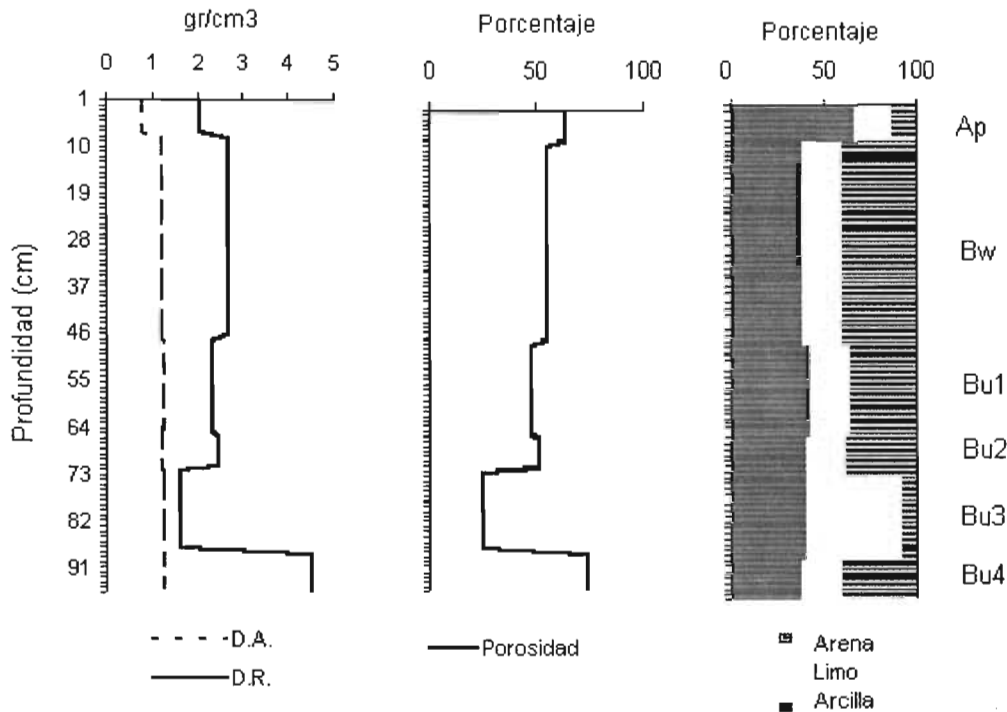 gr/cm3
0 1 2 3 4 5
Profundidad (cm)
1
10
19
28
37
46
55
64
73
82
91
D.A.
D.R.
Porcentaje
0 50 100
Porosidad
Porcentaje
0 50 100
Ap
Bw
Bu1
Bu2
Bu3
Bu4
Arena
Limo
Arcilla